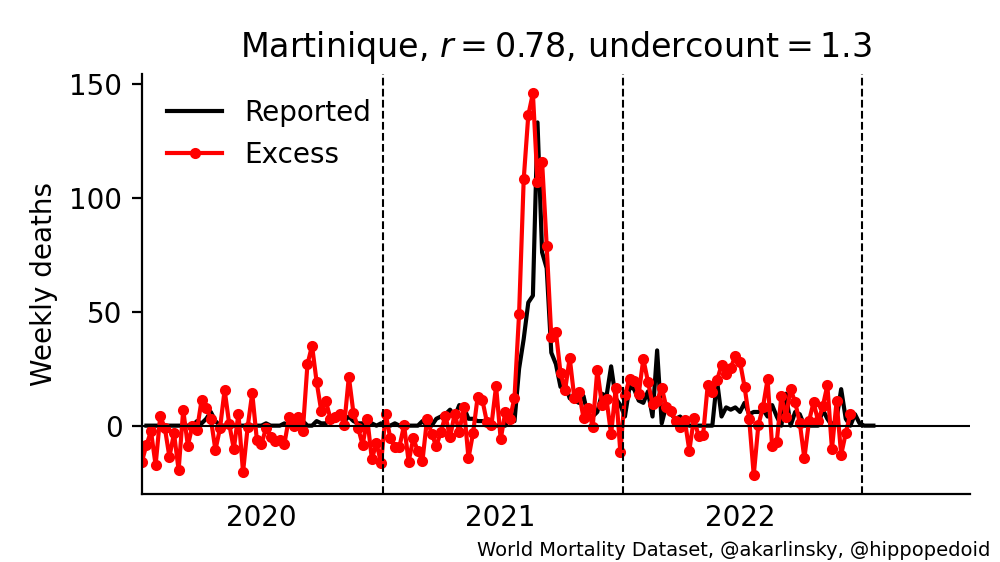 Martinique, r = 0.78, undercount = 1.3
150
100
50
0
Weekly deaths
Reported
Excess
2020 2021 2022
World Mortality Dataset, @akarlinsky, @hippopedoid